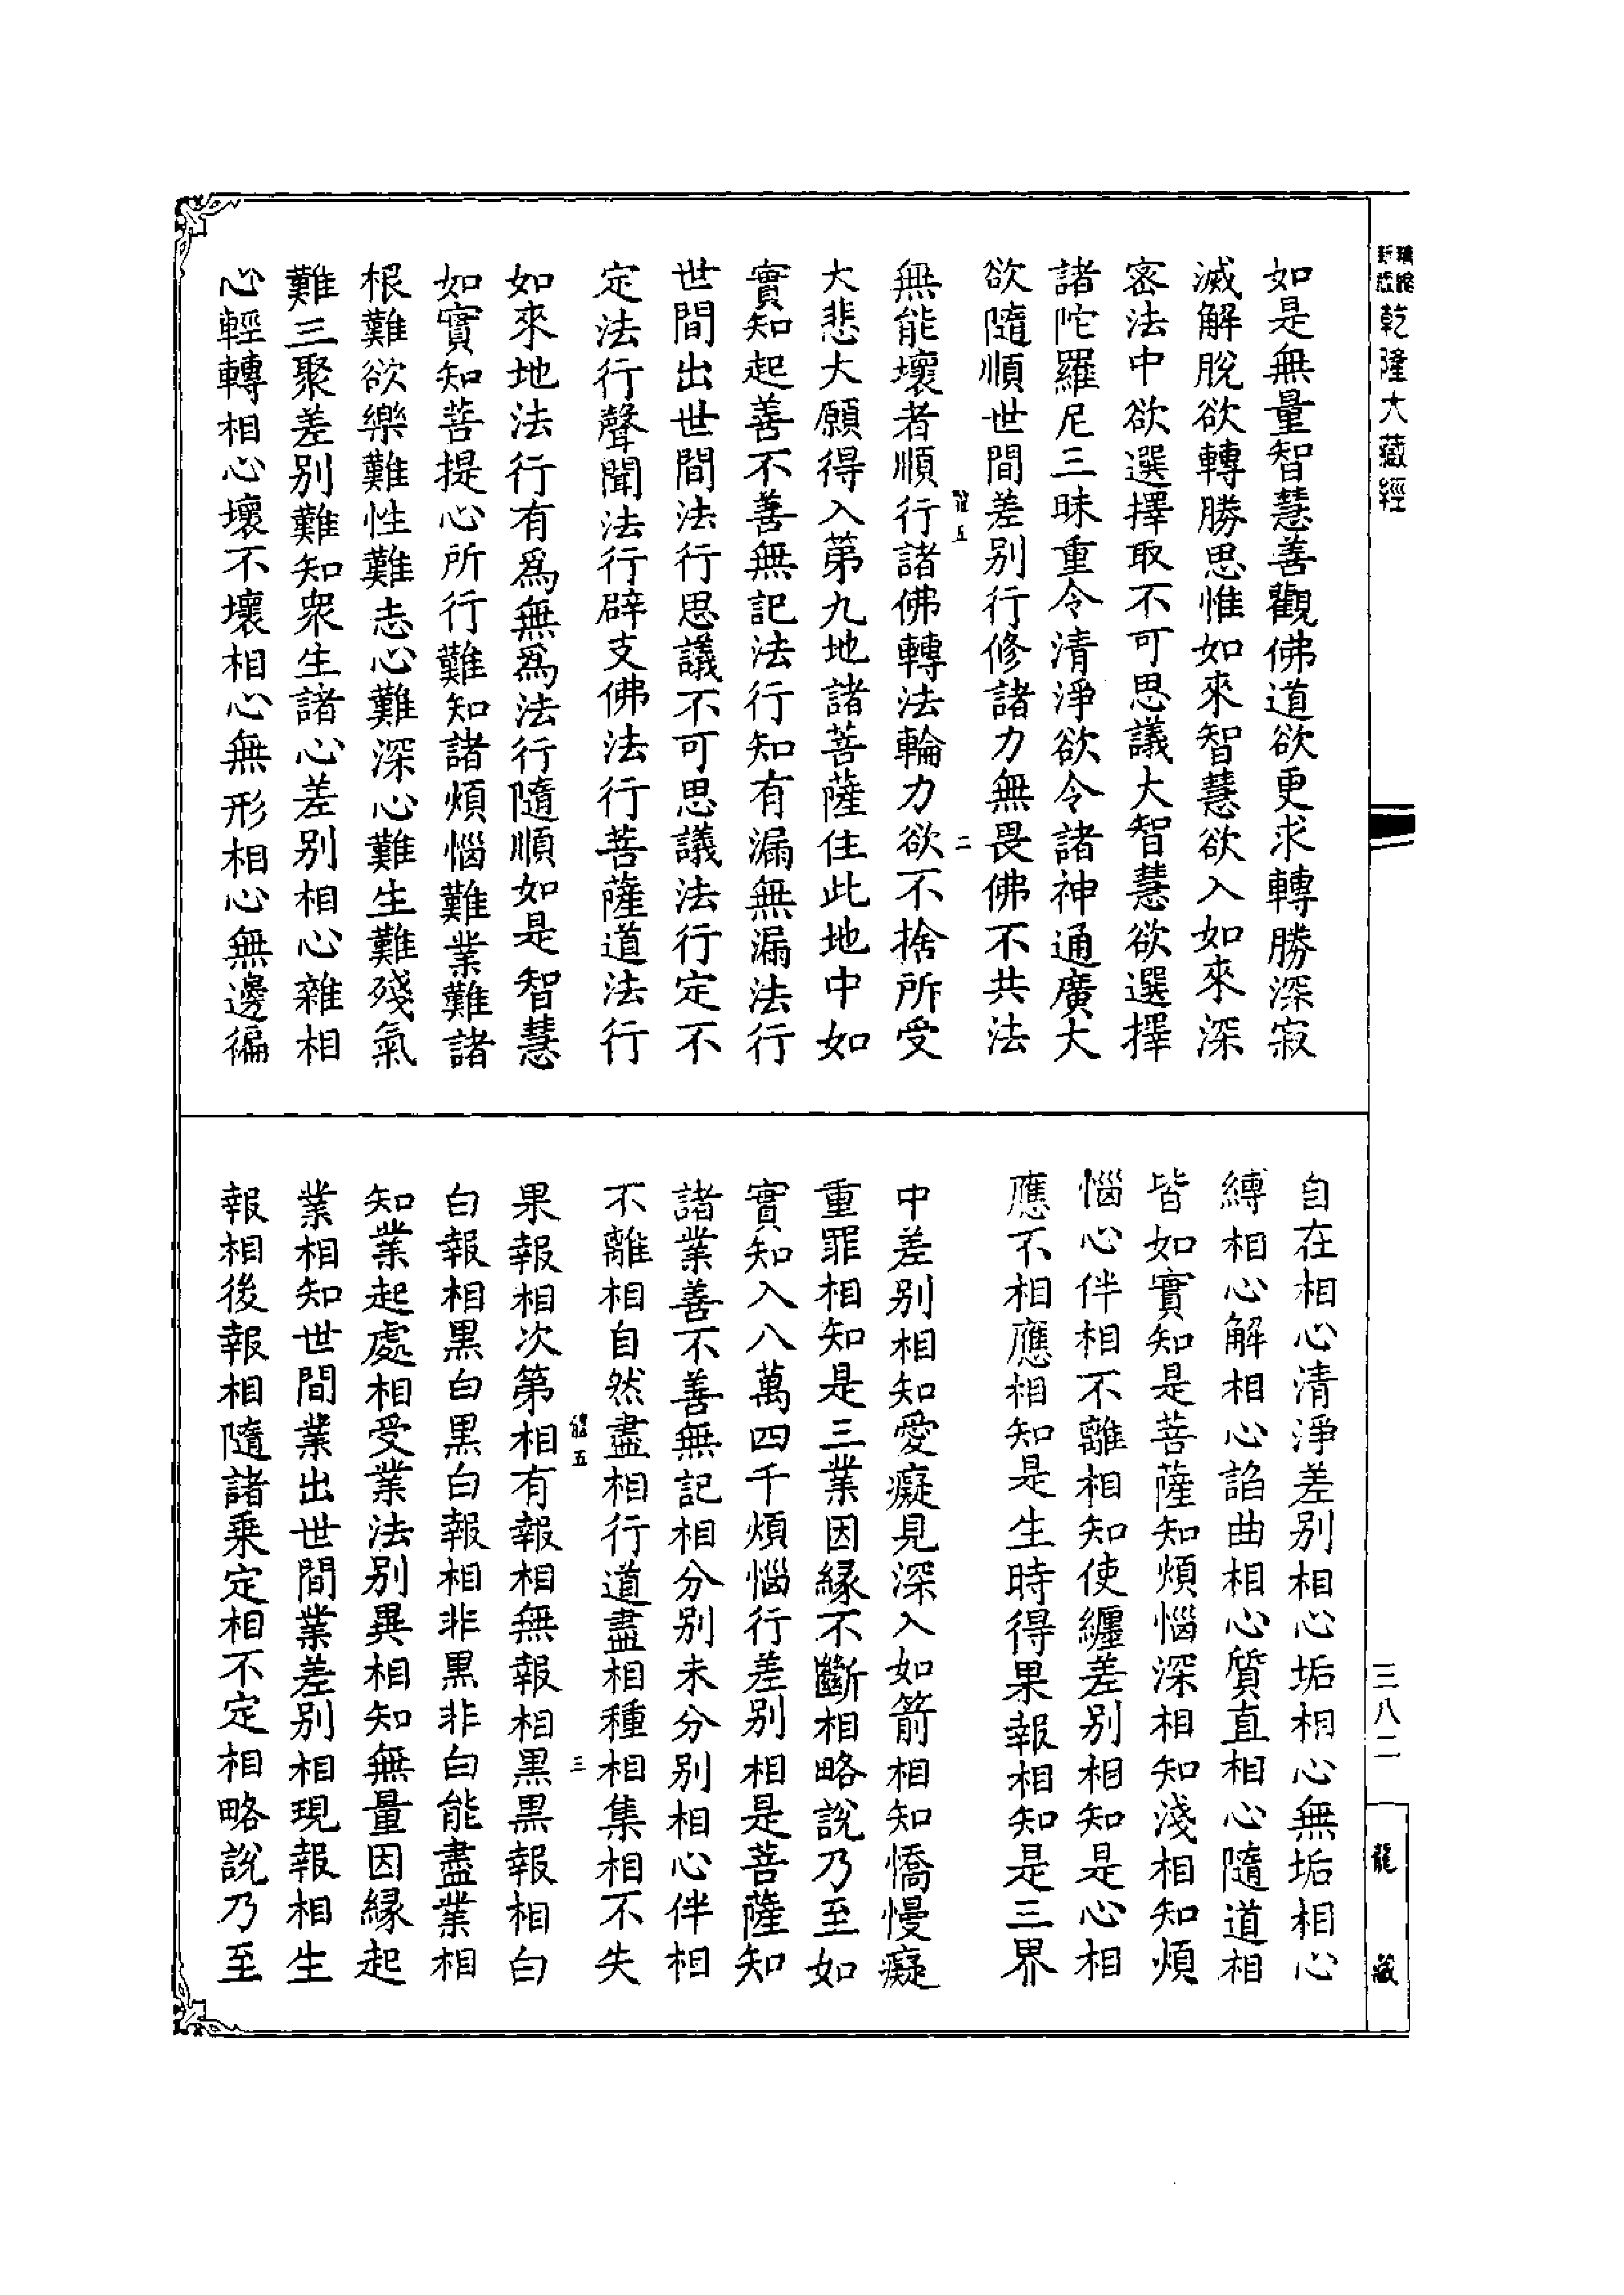 乾隆大藏經
如是無量智慧善觀佛道欲更求轉勝深寂
滅解脫欲轉勝思惟如來智慧欲入如來深
密法中欲選擇取不可思議大智慧欲選擇
諸陀羅尼三昧重令清淨欲令諸神通廣大
欲隨順世間差別行修諸力無畏佛不共法
二
無能壞者順行諸佛轉法輪力欲不捨所受
大悲大願得入第九地諸菩薩住此地中如
實知起善不善無記法行知有漏無漏法行
世間出世間法行思議不可思議法行定不
定法行聲聞法行辟支佛法行菩薩道法行
如來地法行有為無為法行隨順如是智慧
如實知菩提心所行難知諸煩惱難業難諸
根難欲樂難性難志心難深心難生難殘氣
難三聚差別難知衆生諸心差別相心雜相
心輕轉相心壞不壞相心無形相心無邊徧
自在相心清淨差別相心垢相心無垢相心
縛相心解相心諂曲相心質直相心隨道相
皆如實知是菩薩知煩惱深相知淺相知煩
惱心伴相不離相知使纏差別相知是心相
應不相應相知是生時得果報相知是三界
中差別相知愛癡見深入如箭相知憍慢癡
重罪相知是三業因緣不斷相略說乃至如
實知入八萬四千煩惱行差別相是菩薩知
諸業善不善無記相分別未分別相心伴相
不離相自然盡相行道盡相種相集相不失
三
果報相次第相有報相無報相黑黑報相白
白報相黑白黑白報相非黑非白能盡業相
知業起處相受業法別異相知無量因緣起
業相知世間業出世間業差別相現報相生
報相後報相隨諸乘定相不定相略說乃至
三八二
龍藏